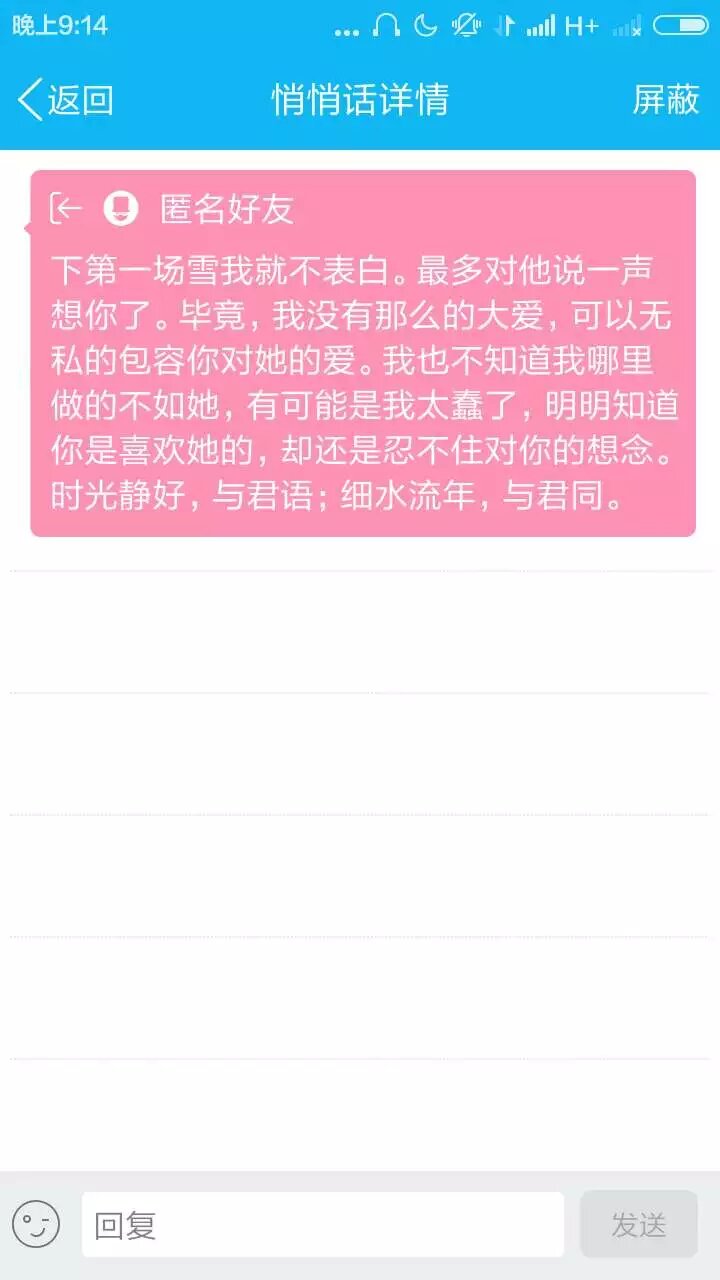 晚上9:14
H+
返回
悄悄话详情
屏蔽
匿名好友
下第一场雪我就不表白。最多对他说一声
想你了。毕竟，我没有那么的大爱，可以无
私的包容你对她的爱。我也不知道我哪里
做的不如她，有可能是我太蠢了，明明知道
你是喜欢她的，却还是忍不住对你的想念。
时光静好，与君语；细水流年，与君同。
回复
发送